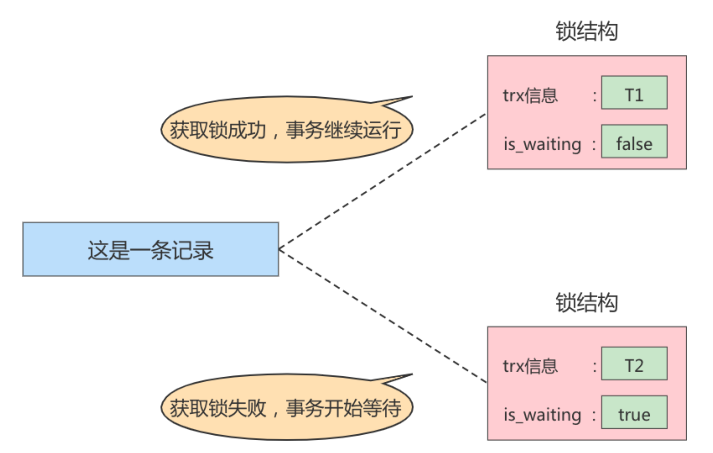 锁结构
trx信息 : T1
is_waiting : false
获取锁成功，事务继续运行
这是一条记录
锁结构
trx信息 : T2
is_waiting : true
获取锁失败，事务开始等待